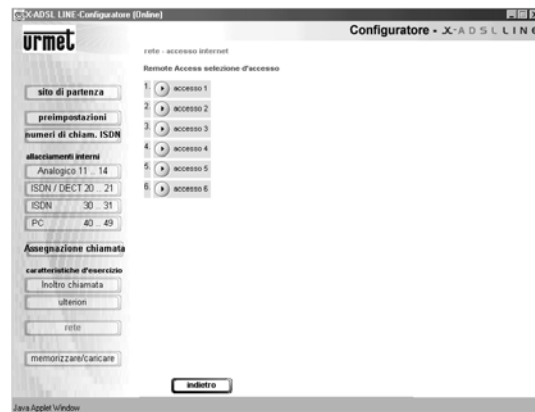 X-ADSL LINE-Configuratore (Online)
urmet
Configuratore - X-ADSL LINE
rete - accesso internet
Remote Access selezione d'accesso
1. accesso 1
2. accesso 2
3. accesso 3
4. accesso 4
5. accesso 5
6. accesso 6
sito di partenza
preimpostazioni
numeri di chiam. ISDN
allacciamenti interni
Analogico 11 .. 14
ISDN / DECT 20 .. 21
ISDN 30 .. 31
PC 40 .. 49
Assegnazione chiamata
caratteristiche d'esercizio
Inoltro chiamata
ulteriori
rete
memorizzare/caricare
indietro
Java Applet Window